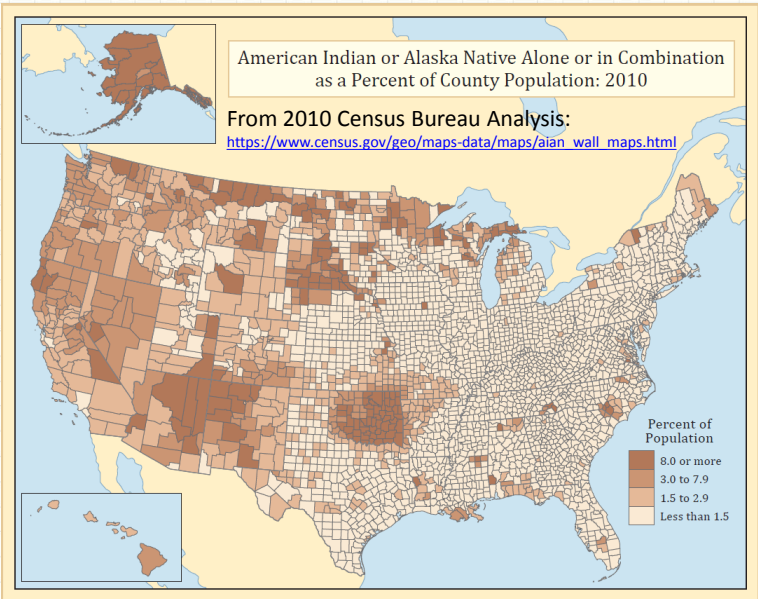 American Indian or Alaska Native Alone or in Combination
as a Percent of County Population: 2010
From 2010 Census Bureau Analysis:
https://www.census.gov/geo/maps-data/maps/aian_wall_maps.html
Percent of
Population
8.0 or more
3.0 to 7.9
1.5 to 2.9
Less than 1.5